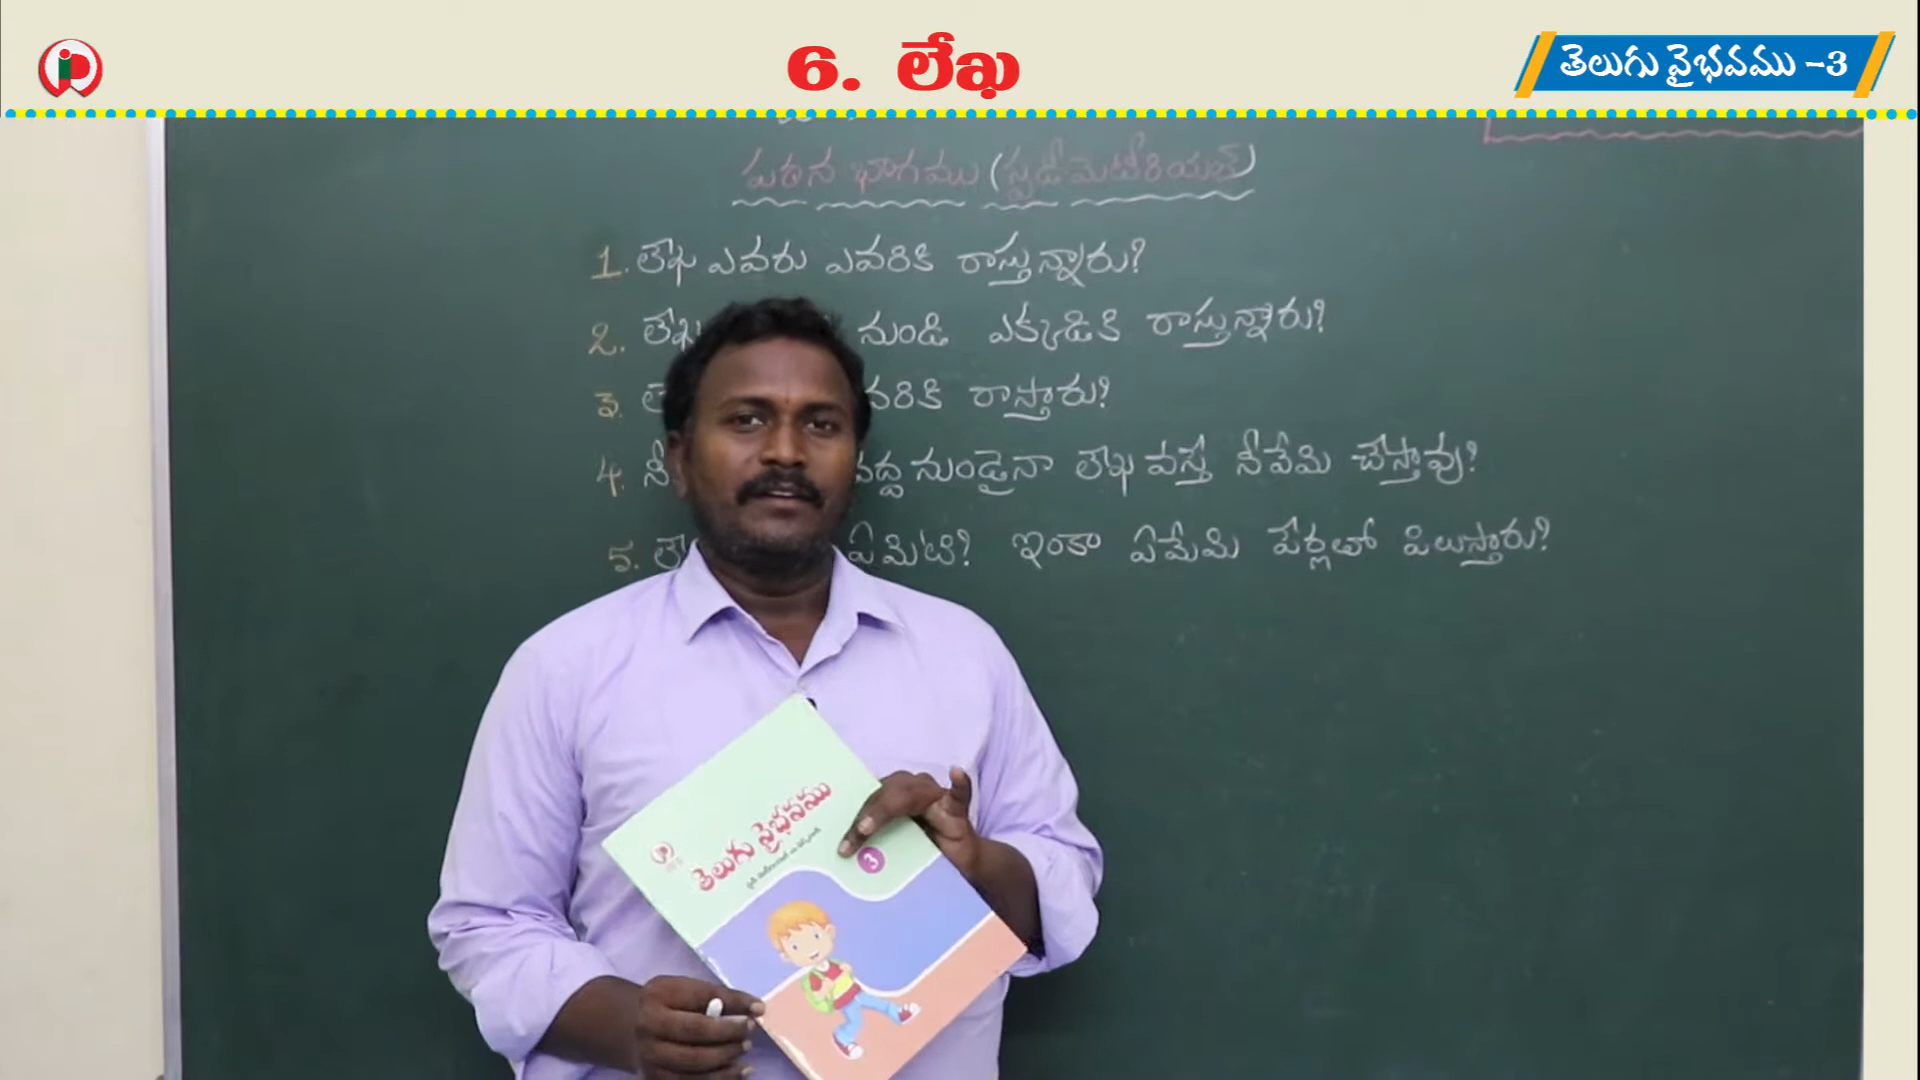 6. లేఖ
తెలుగు వైభవము -3
పఠన భాగము (స్టడీమెటీరియల్)
1. లేఖ ఎవరు ఎవరికి రాస్తున్నారు?
2. లేఖ నుండి ఎక్కడికి రాస్తున్నారు?
3. రాస్తారు?
4. నుండైనా లేఖ వస్తే నీవేమి చేస్తావు?
5. ఏమిటి? ఇంకా ఏమేమి పేర్లతో పిలుస్తారు?
తెలుగు వైభవము
3